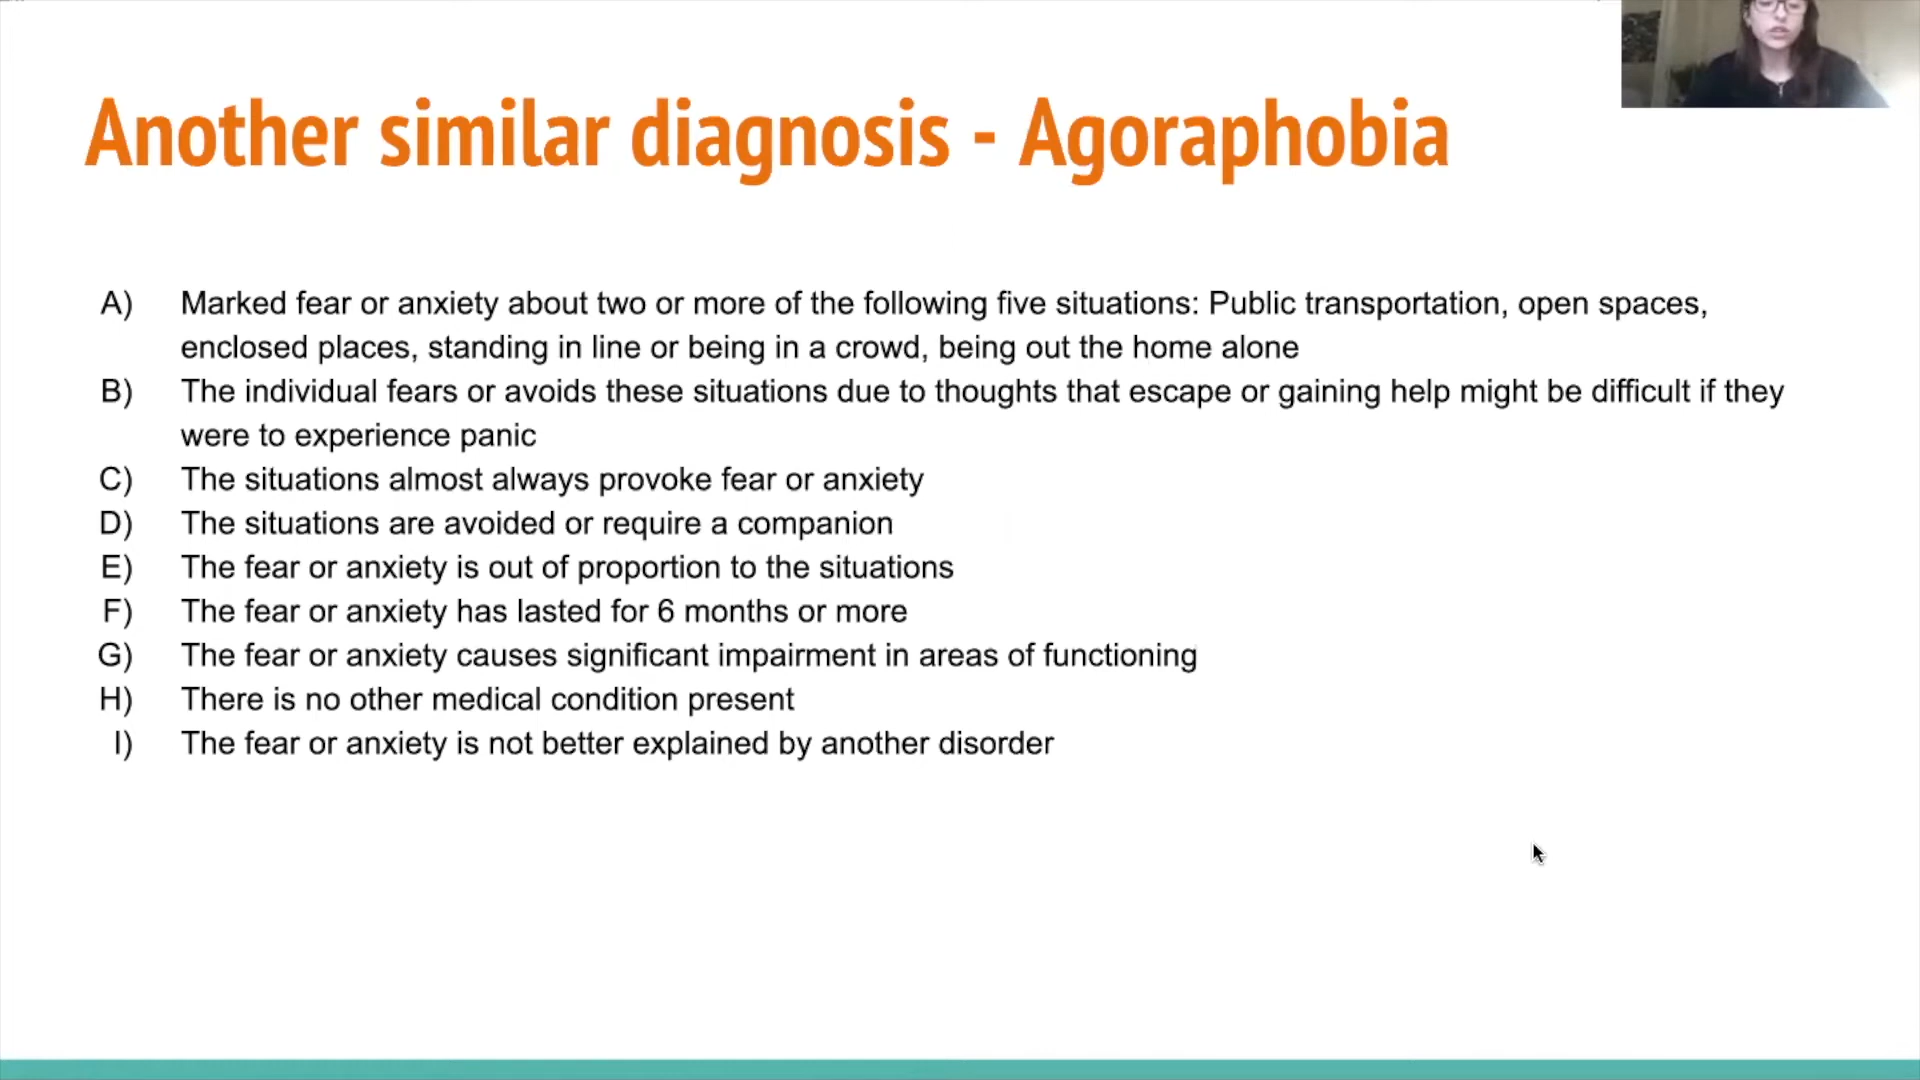 Another similar diagnosis - Agoraphobia
A) Marked fear or anxiety about two or more of the following five situations: Public transportation, open spaces,
enclosed places, standing in line or being in a crowd, being out the home alone
B) The individual fears or avoids these situations due to thoughts that escape or gaining help might be difficult if they
were to experience panic
C) The situations almost always provoke fear or anxiety
D) The situations are avoided or require a companion
E) The fear or anxiety is out of proportion to the situations
F) The fear or anxiety has lasted for 6 months or more
G) The fear or anxiety causes significant impairment in areas of functioning
H) There is no other medical condition present
I) The fear or anxiety is not better explained by another disorder